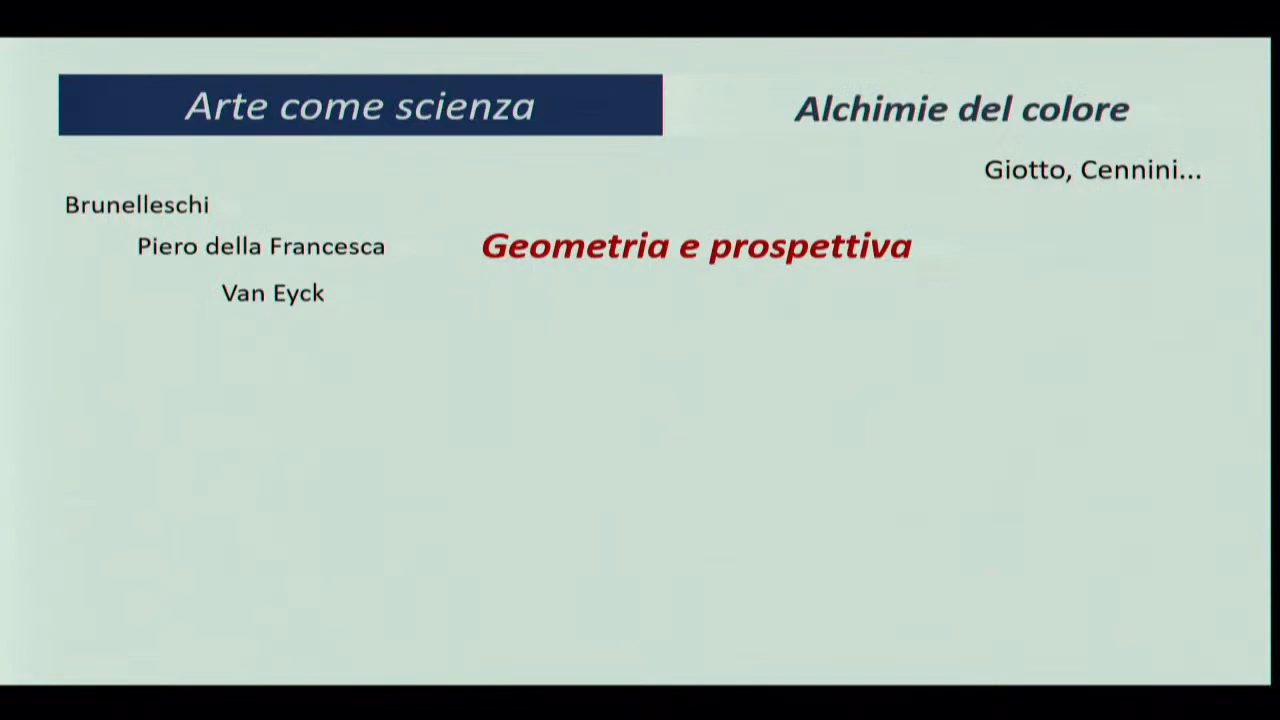 Arte come scienza
Alchimie del colore
Giotto, Cennini...
Brunelleschi
Piero della Francesca
Geometria e prospettiva
Van Eyck